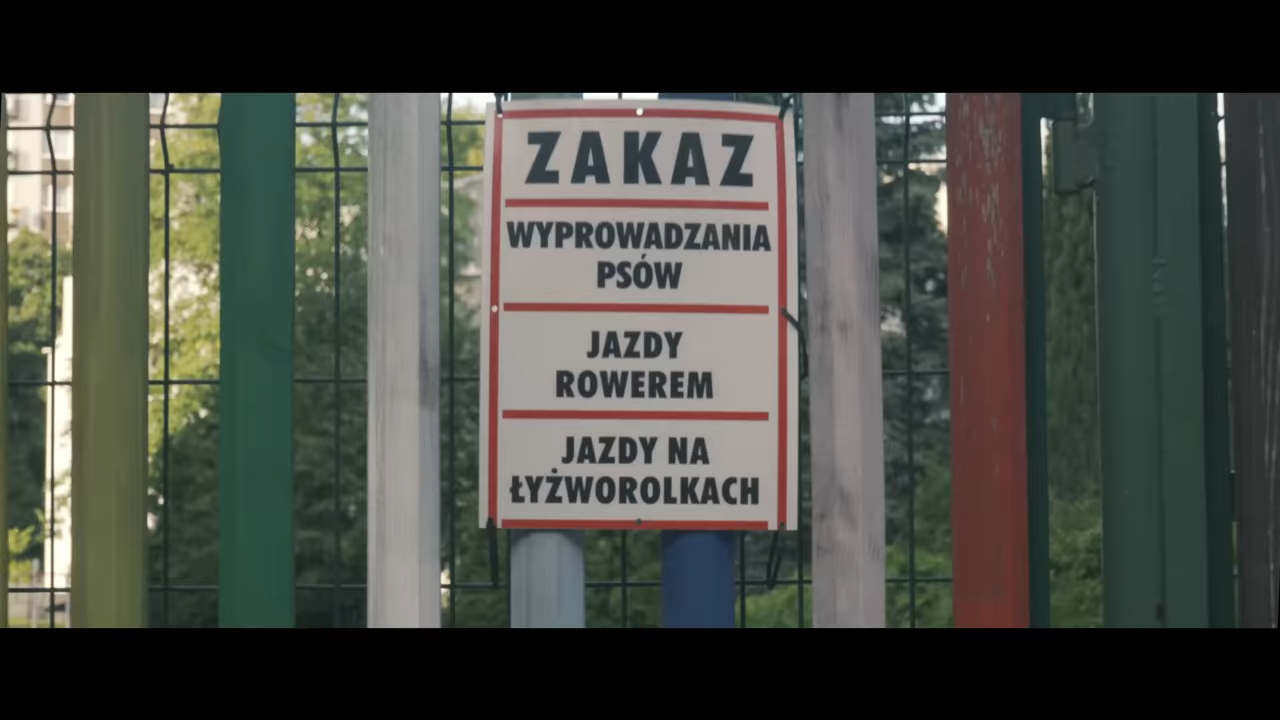 ZAKAZ
WYPROWADZANIA
PSÓW
JAZDY
ROWEREM
JAZDY NA
ŁYŻWOROLKACH